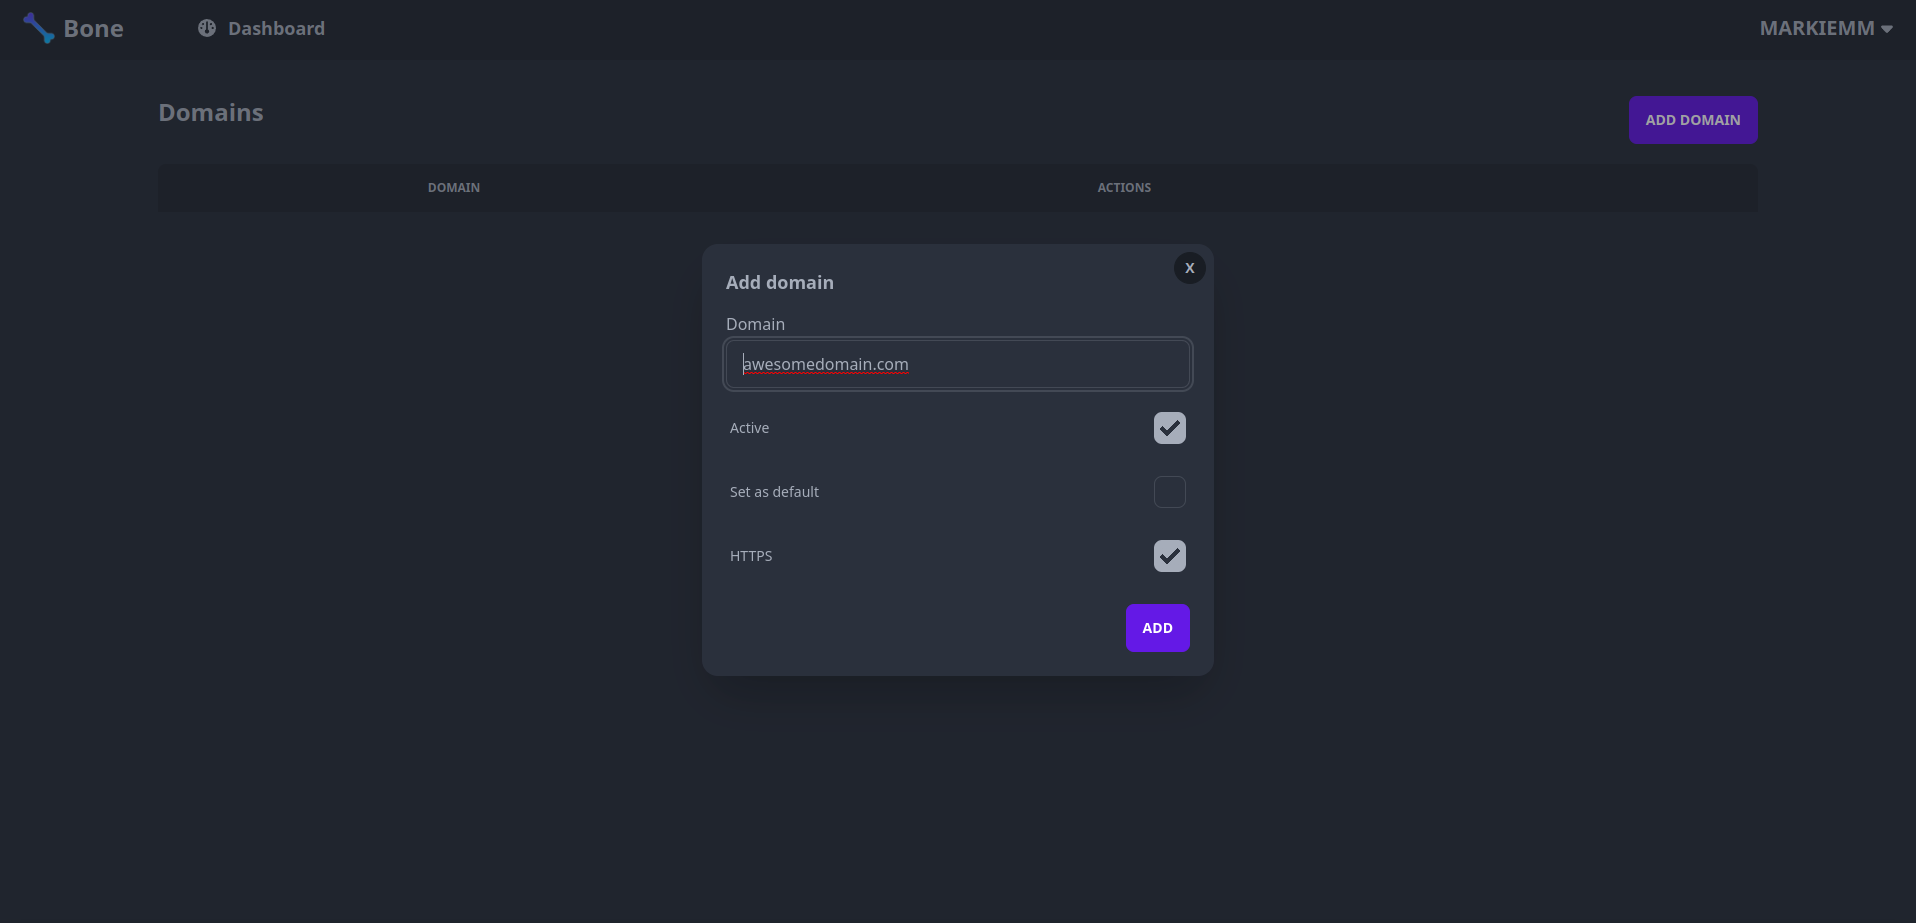 Bone
Dashboard
MARKIEMM
Domains
ADD DOMAIN
DOMAIN
ACTIONS
X
Add domain
Domain
awesomedomain.com
Active
Set as default
HTTPS
ADD